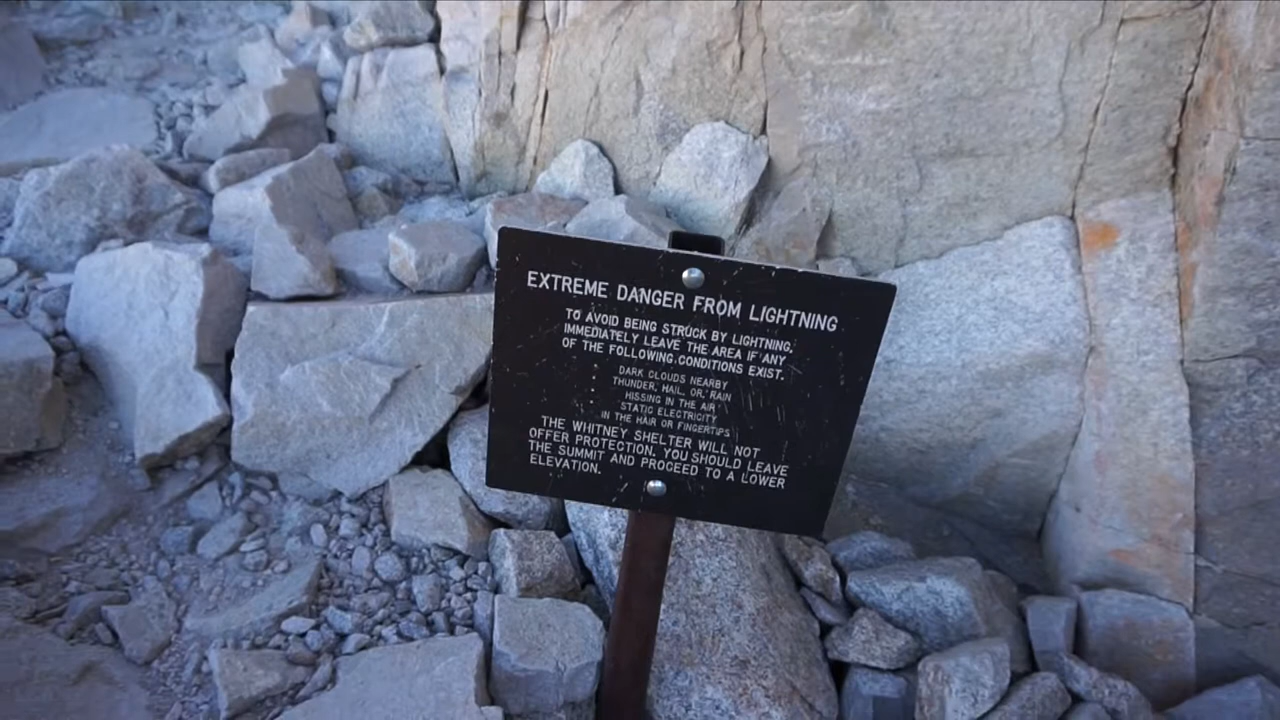 EXTREME DANGER FROM LIGHTNING
TO AVOID BEING STRUCK BY LIGHTNING,
IMMEDIATELY LEAVE THE AREA IF ANY
OF THE FOLLOWING CONDITIONS EXIST.
DARK CLOUDS NEARBY
THUNDER, HAIL, OR RAIN
HISSING IN THE AIR
STATIC ELECTRICITY
IN THE HAIR OR FINGERTIPS
THE WHITNEY SHELTER WILL NOT
OFFER PROTECTION. YOU SHOULD LEAVE
THE SUMMIT AND PROCEED TO A LOWER
ELEVATION.